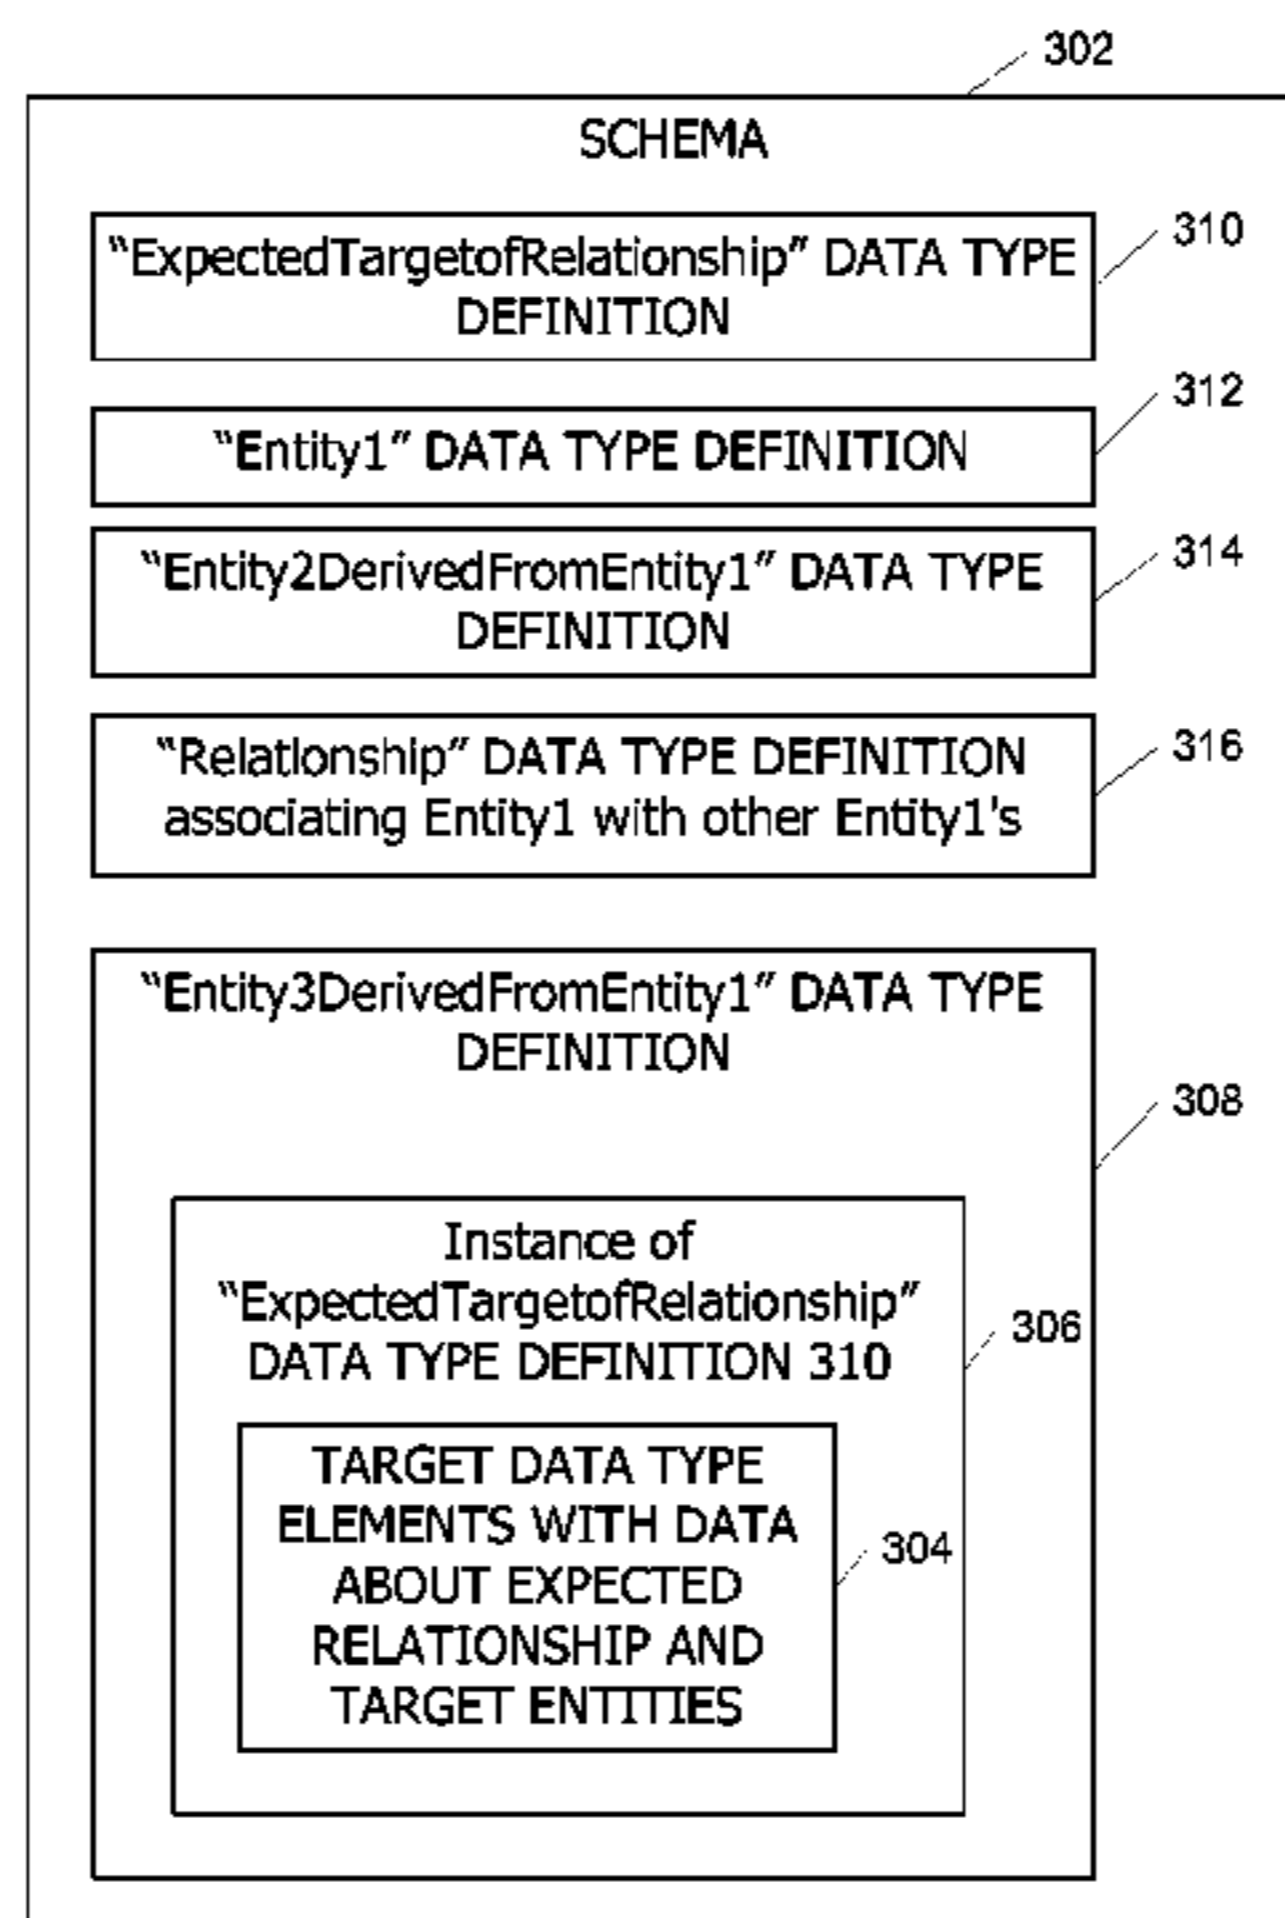 302
SCHEMA
“ExpectedTargetofRelationship” DATA TYPE
DEFINITION
310
“Entity1” DATA TYPE DEFINITION
312
“Entity2DerivedFromEntity1” DATA TYPE
DEFINITION
314
“Relationship” DATA TYPE DEFINITION
associating Entity1 with other Entity1's
316
“Entity3DerivedFromEntity1” DATA TYPE
DEFINITION
308
Instance of
“ExpectedTargetofRelationship”
DATA TYPE DEFINITION 310
306
TARGET DATA TYPE
ELEMENTS WITH DATA
ABOUT EXPECTED
RELATIONSHIP AND
TARGET ENTITIES
304